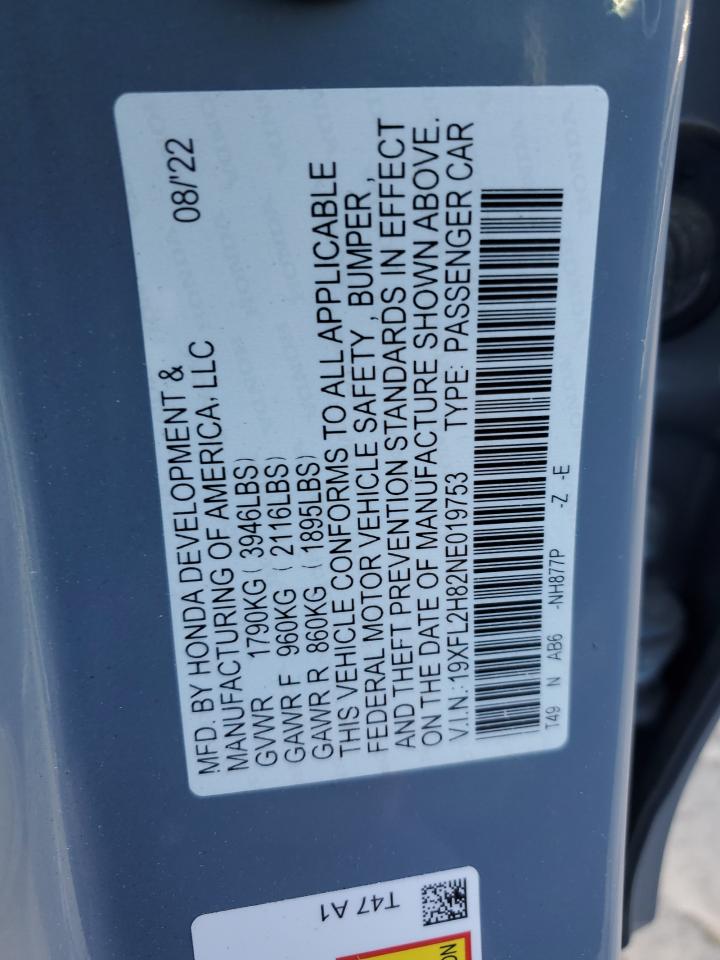 MFD. BY HONDA DEVELOPMENT & 08/'22
MANUFACTURING OF AMERICA, LLC
GVWR 1790KG (3946LBS)
GAWR F 960KG (2116LBS)
GAWR R 860KG (1895LBS)
THIS VEHICLE CONFORMS TO ALL APPLICABLE
FEDERAL MOTOR VEHICLE SAFETY , BUMPER ,
AND THEFT PREVENTION STANDARDS IN EFFECT
ON THE DATE OF MANUFACTURE SHOWN ABOVE.
V.I.N.:19XFL2H82NE019753 TYPE: PASSENGER CAR
T49 N AB6 -NH877P -Z -E
T47 A1